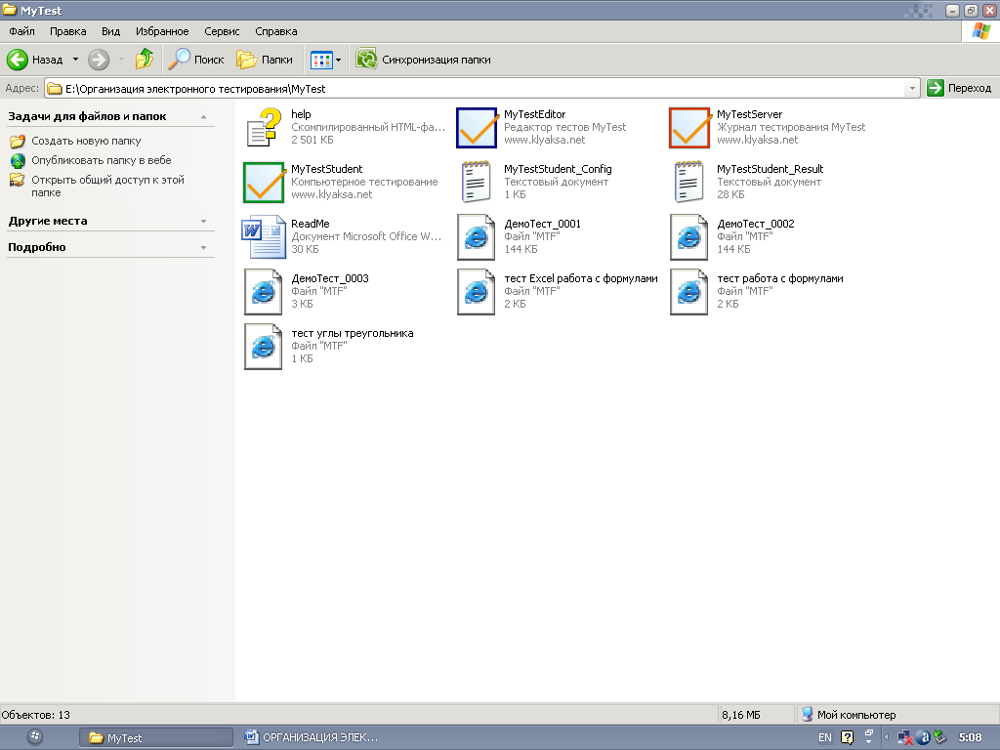 MyTest
Файл Правка Вид Избранное Сервис Справка
Назад Поиск Папки Синхронизация папки
Адрес: E:\Организация электронного тестирования\MyTest Переход
Задачи для файлов и папок
Создать новую папку
Опубликовать папку в вебе
Открыть общий доступ к этой
папке
Другие места
Подробно
help
Скомпилированный HTML-фа...
2 501 КБ
MyTestEditor
Редактор тестов MyTest
www.klyaksa.net
MyTestServer
Журнал тестирования MyTest
www.klyaksa.net
MyTestStudent
Компьютерное тестирование
www.klyaksa.net
MyTestStudent_Config
Текстовый документ
1 КБ
MyTestStudent_Result
Текстовый документ
28 КБ
ReadMe
Документ Microsoft Office W...
30 КБ
ДемоТест_0001
Файл "MTF"
144 КБ
ДемоТест_0002
Файл "MTF"
144 КБ
ДемоТест_0003
Файл "MTF"
3 КБ
тест Excel работа с формулами
Файл "MTF"
2 КБ
тест работа с формулами
Файл "MTF"
2 КБ
тест углы треугольника
Файл "MTF"
1 КБ
Объектов: 13 8,16 МБ Мой компьютер
MyTest ОРГАНИЗАЦИЯ ЭЛЕК... EN 5:08